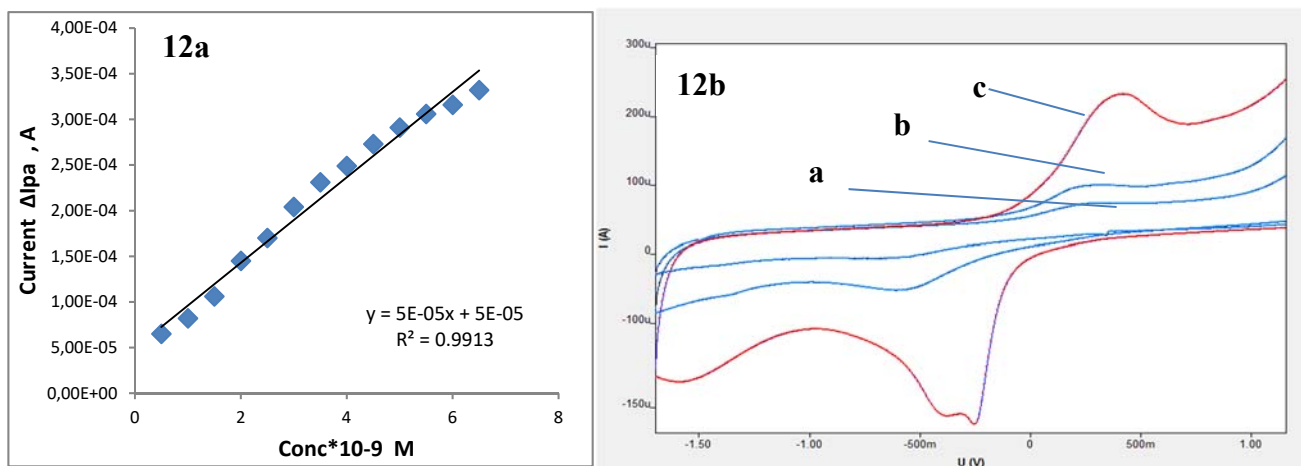 12a
4,00E-04
3,50E-04
3,00E-04
2,50E-04
2,00E-04
1,50E-04
1,00E-04
5,00E-05
0,00E+00
Current ΔIpa , A
y = 5E-05x + 5E-05
R² = 0.9913
0 2 4 6 8
Conc*10-9 M
12b
c
b
a
300u
200u
100u
0
-100u
-150u
I (A)
-1.50 -1.00 -500m 0 500m 1.00
U (V)